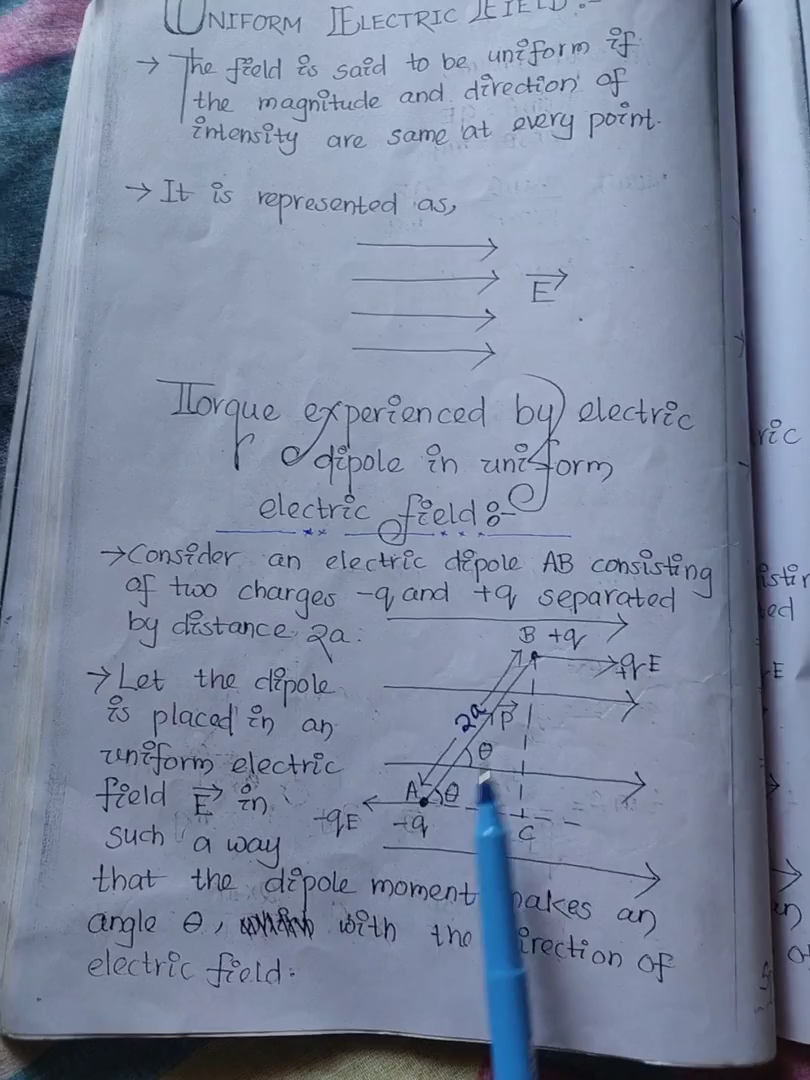 UNIFORM ELECTRIC FIELD:-
→ The field is said to be uniform if
the magnitude and direction of
intensity are same at every point.
→ It is represented as,
E
Torque experienced by electric
dipole in uniform
electric field:-
→Consider an electric dipole AB consisting
of two charges -q and +q separated
by distance 2a.
B +q
+qE
→Let the dipole
is placed in an
uniform electric
field E in
such a way
2a P
θ
A θ
-qE -q C
that the dipole moment makes an
angle θ, with the direction of
electric field.
ric
ed
E